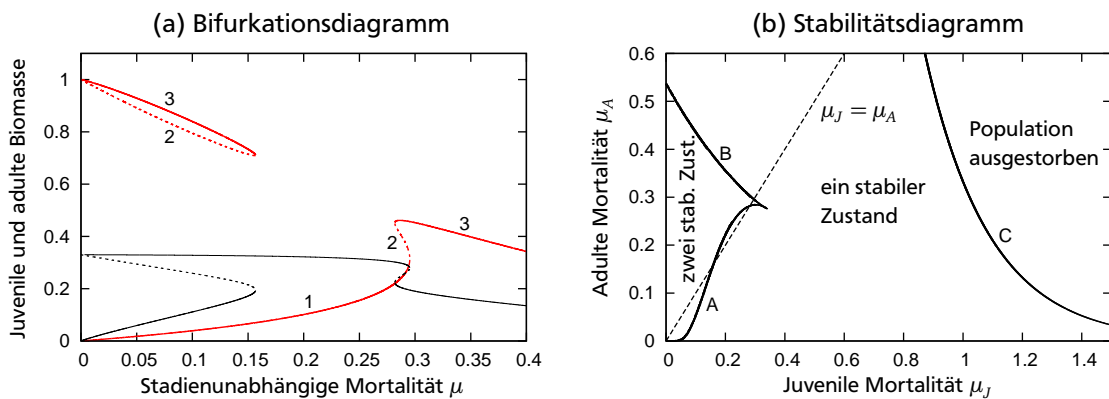 (a) Bifurkationsdiagramm
Juvenile und adulte Biomasse
1
0.8
0.6
0.4
0.2
0
3
2
1
2
3
0 0.05 0.1 0.15 0.2 0.25 0.3 0.35 0.4
Stadienunabhängige Mortalität μ
(b) Stabilitätsdiagramm
Adulte Mortalität μ_A
0.6
0.5
0.4
0.3
0.2
0.1
0
zwei stab. Zust.
B
A
μ_J = μ_A
ein stabiler
Zustand
Population
ausgestorben
C
0 0.2 0.4 0.6 0.8 1 1.2 1.4
Juvenile Mortalität μ_J